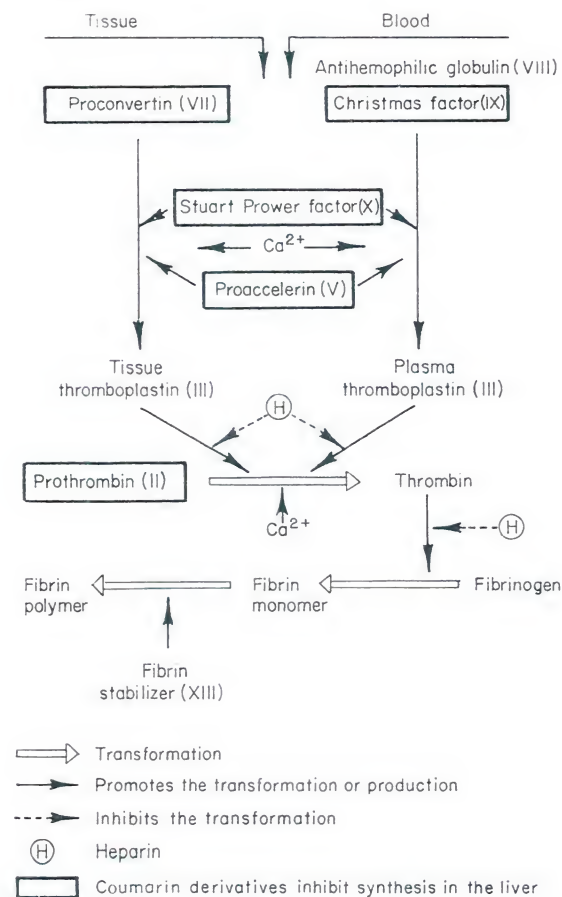 Tissue
Blood
Antihemophilic globulin (VIII)
Proconvertin (VII)
Christmas factor(IX)
Stuart Prower factor(X)
Ca2+
Proaccelerin (V)
Tissue
thromboplastin (III)
Plasma
thromboplastin (III)
H
Prothrombin (II)
Thrombin
Ca2+
H
Fibrin
polymer
Fibrin
monomer
Fibrinogen
Fibrin
stabilizer (XIII)
Transformation
Promotes the transformation or production
Inhibits the transformation
H Heparin
Coumarin derivatives inhibit synthesis in the liver